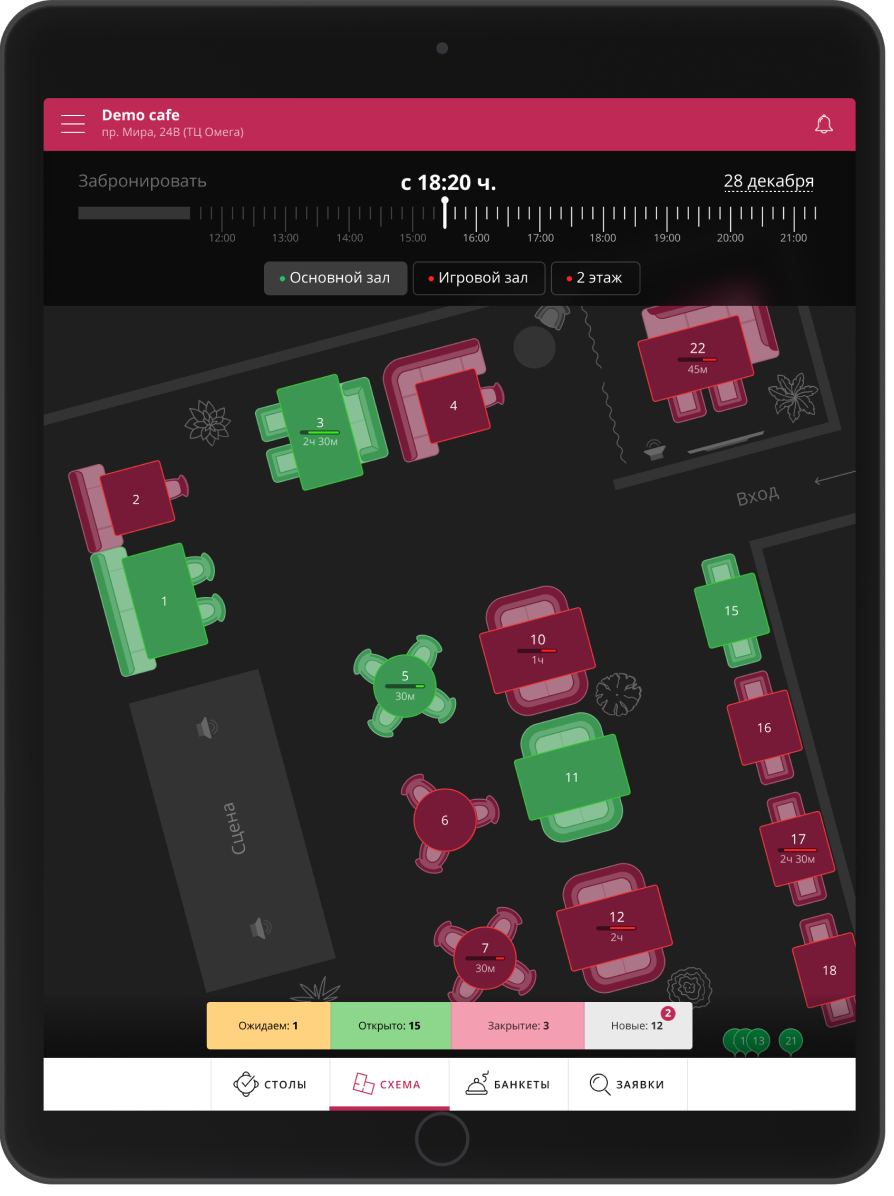 Demo cafe
пр. Мира, 24В (ТЦ Омега)
Забронировать
с 18:20 ч.
28 декабря
12:00 13:00 14:00 15:00 16:00 17:00 18:00 19:00 20:00 21:00
Основной зал
Игровой зал
2 этаж
22
45м
3
2ч 30м
4
2
Вход
1
15
10
1ч
5
30м
16
11
6
Сцена
17
2ч 30м
12
2ч
7
30м
18
Ожидаем: 1
Открыто: 15
Закрытие: 3
Новые: 12
2
13
21
СТОЛЫ
СХЕМА
БАНКЕТЫ
ЗАЯВКИ